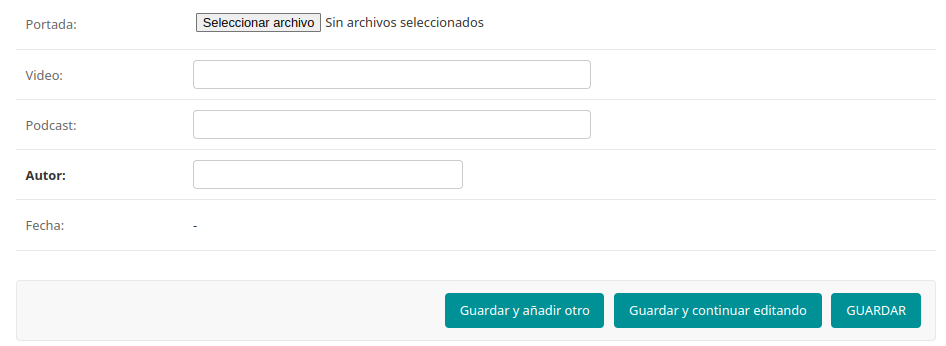 Portada: Seleccionar archivo Sin archivos seleccionados
Video:
Podcast:
Autor:
Fecha: -
Guardar y añadir otro Guardar y continuar editando GUARDAR